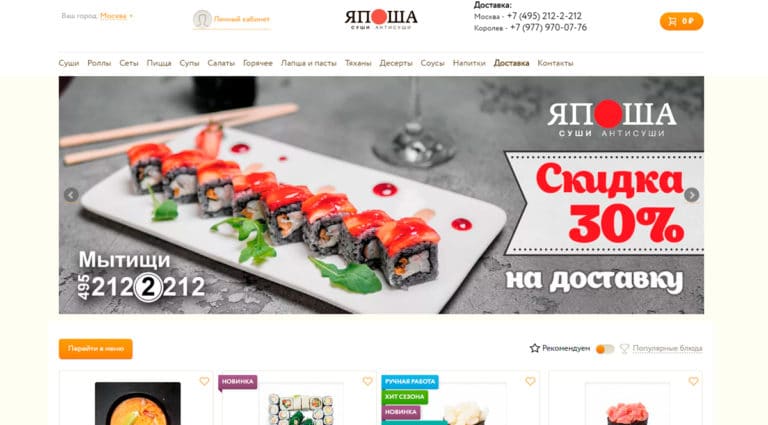 Ваш город: Москва
Личный кабинет
ЯПОША
СУШИ АНТИСУШИ
Доставка:
Москва - +7 (495) 212-2-212
Королев - +7 (977) 970-07-76
0 ₽
Суши Роллы Сеты Пицца Супы Салаты Горячее Лапша и пасты Тяханы Десерты Соусы Напитки Доставка Контакты
ЯПОША
СУШИ АНТИСУШИ
Скидка
30%
на доставку
Мытищи
495 212 2 212
Перейти в меню
Рекомендуем
Популярные блюда
НОВИНКА
РУЧНАЯ РАБОТА
ХИТ СЕЗОНА
НОВИНКА